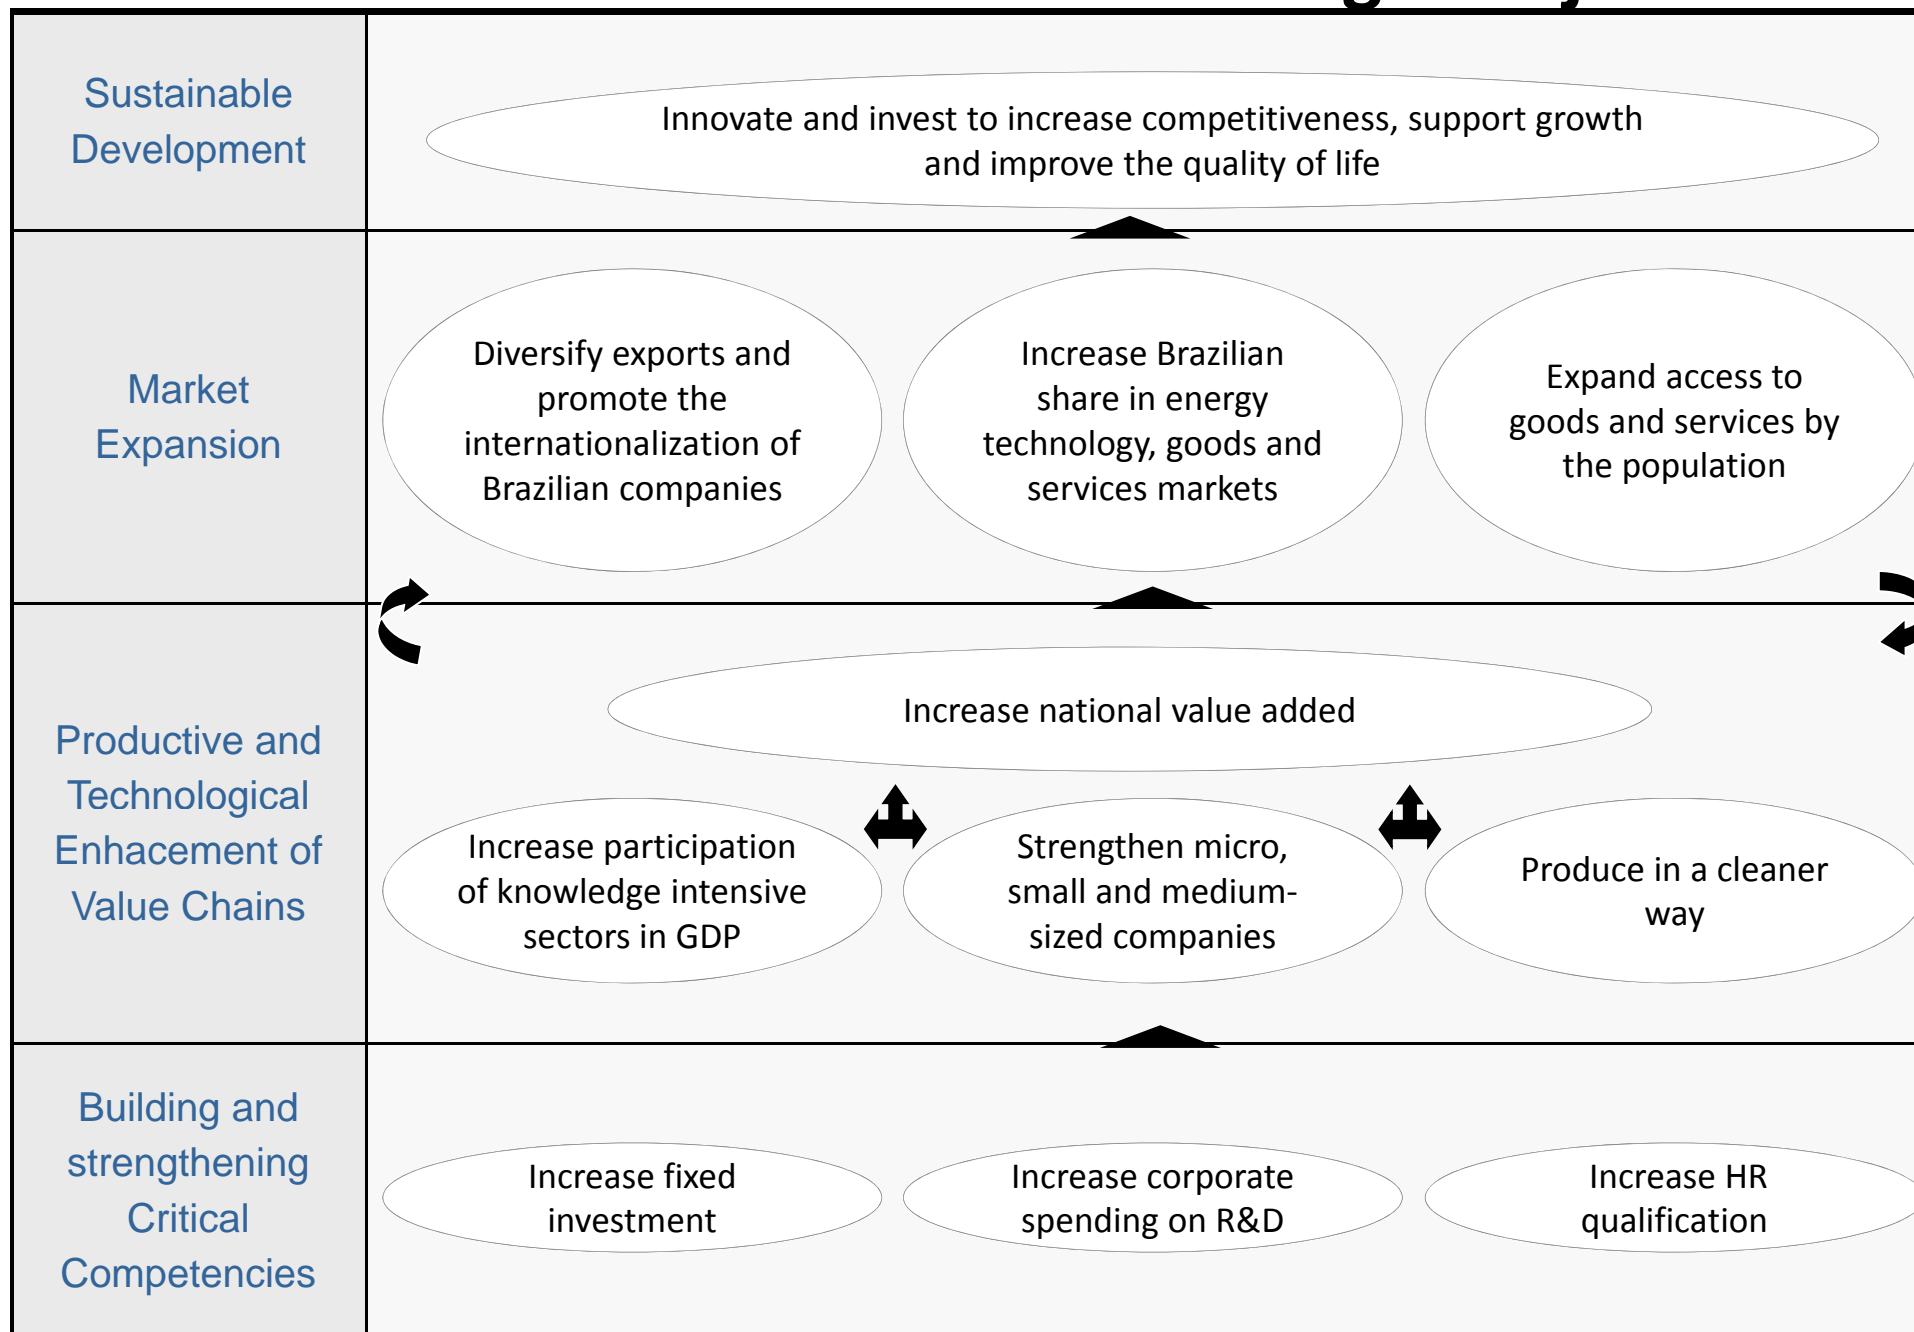 Sustainable
Development
Innovate and invest to increase competitiveness, support growth
and improve the quality of life
Market
Expansion
Diversify exports and
promote the
internationalization of
Brazilian companies
Increase Brazilian
share in energy
technology, goods and
services markets
Expand access to
goods and services by
the population
Productive and
Technological
Enhacement of
Value Chains
Increase national value added
Increase participation
of knowledge intensive
sectors in GDP
Strengthen micro,
small and medium-
sized companies
Produce in a cleaner
way
Building and
strengthening
Critical
Competencies
Increase fixed
investment
Increase corporate
spending on R&D
Increase HR
qualification